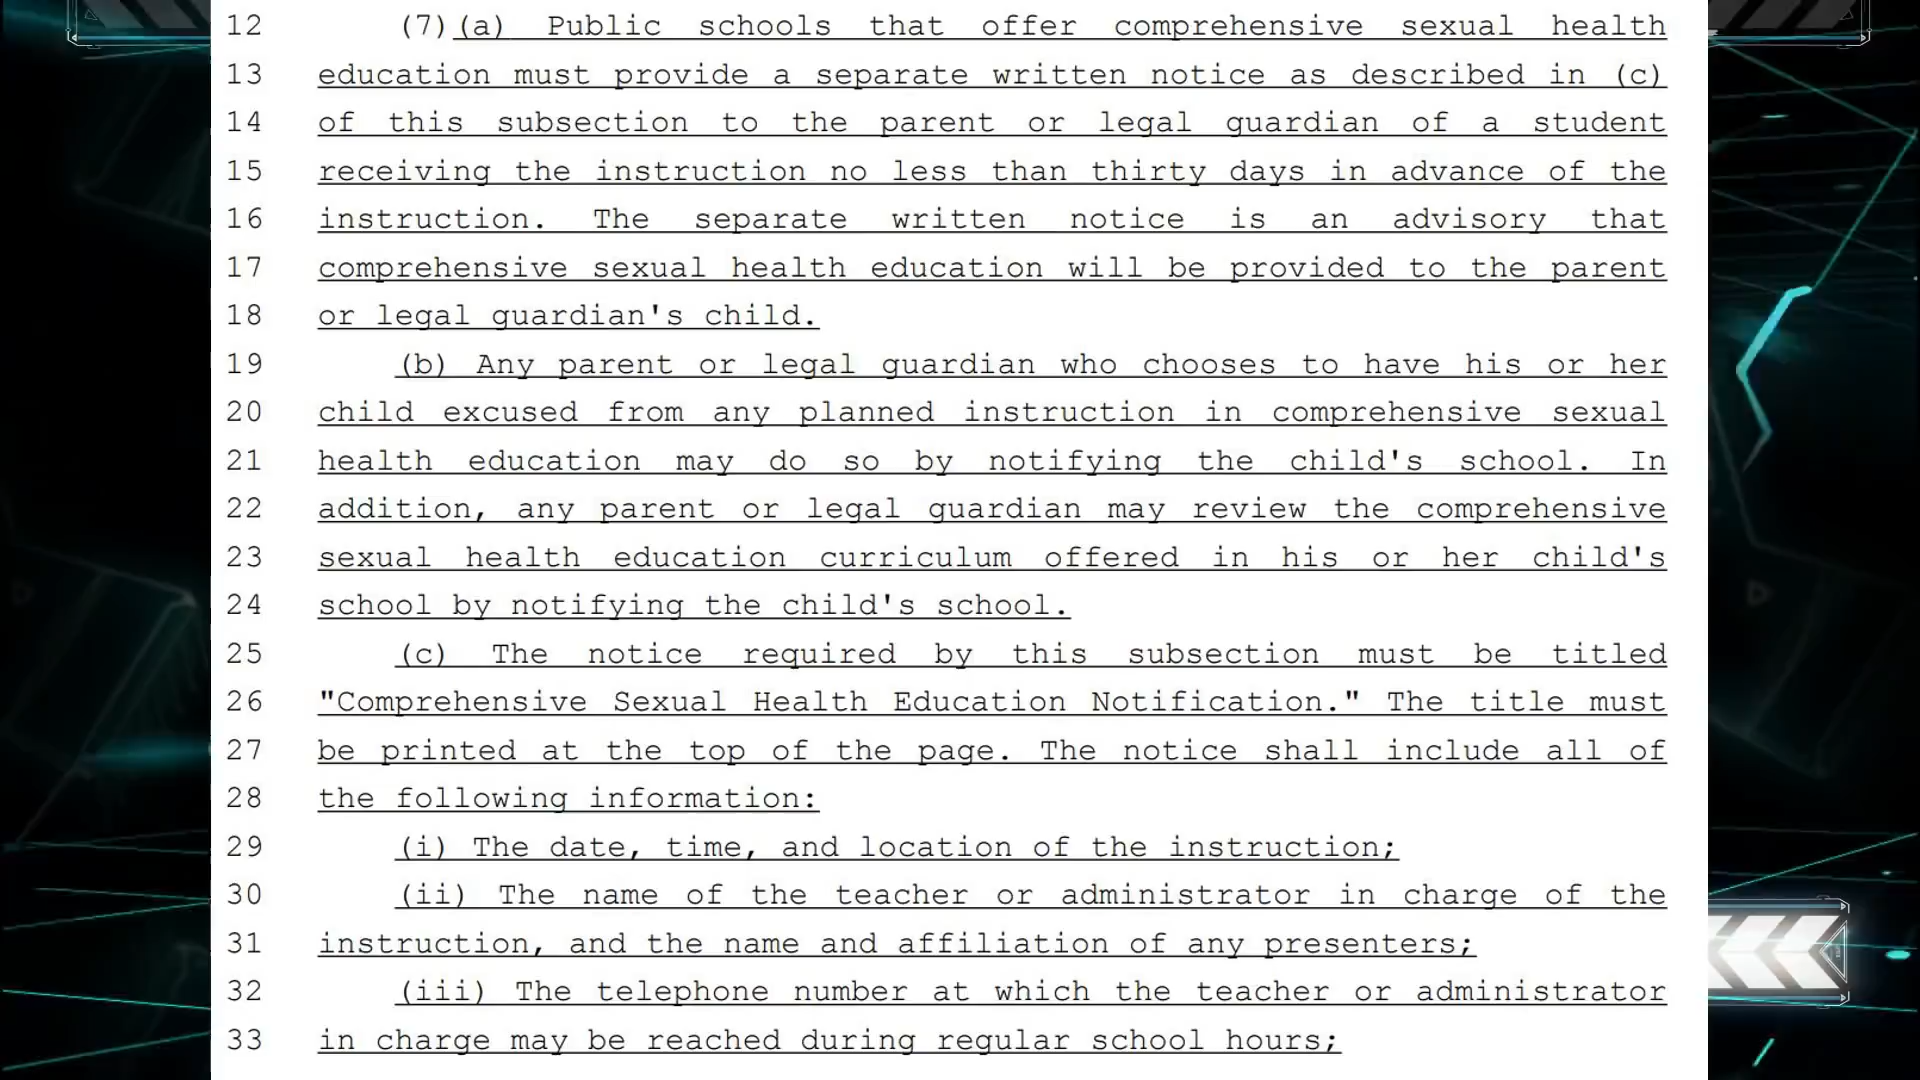 12 (7)(a) Public schools that offer comprehensive sexual health
13 education must provide a separate written notice as described in (c)
14 of this subsection to the parent or legal guardian of a student
15 receiving the instruction no less than thirty days in advance of the
16 instruction. The separate written notice is an advisory that
17 comprehensive sexual health education will be provided to the parent
18 or legal guardian's child.
19 (b) Any parent or legal guardian who chooses to have his or her
20 child excused from any planned instruction in comprehensive sexual
21 health education may do so by notifying the child's school. In
22 addition, any parent or legal guardian may review the comprehensive
23 sexual health education curriculum offered in his or her child's
24 school by notifying the child's school.
25 (c) The notice required by this subsection must be titled
26 "Comprehensive Sexual Health Education Notification." The title must
27 be printed at the top of the page. The notice shall include all of
28 the following information:
29 (i) The date, time, and location of the instruction;
30 (ii) The name of the teacher or administrator in charge of the
31 instruction, and the name and affiliation of any presenters;
32 (iii) The telephone number at which the teacher or administrator
33 in charge may be reached during regular school hours;